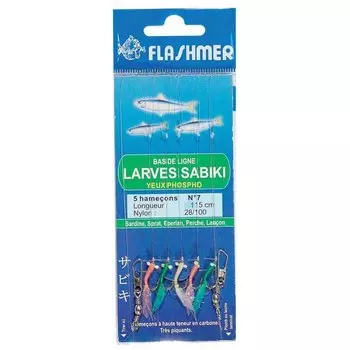 FLASHMER
BAS DE LIGNE
LARVES SABIKI
YEUX PHOSPHO
5 hameçons N°7
Longueur : 115 cm
Nylon : 28/100
Sardine, Sprat, Eperlan, Perche, Lançon
サビキ
Hameçons à haute teneur en carbone.
Très piquants.